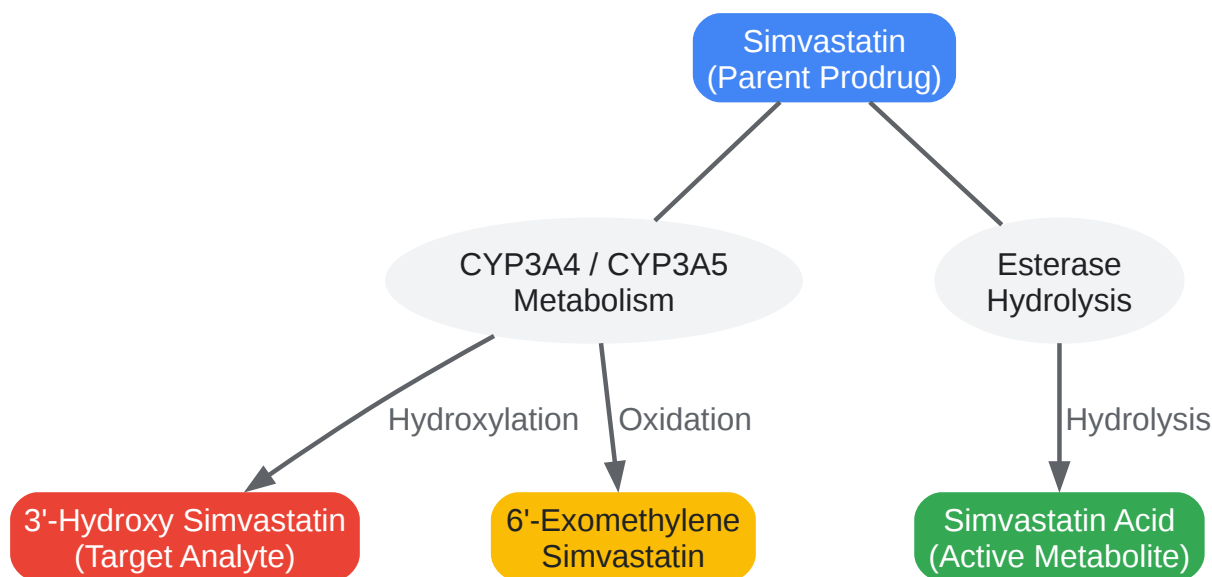 Simvastatin
(Parent Prodrug)
CYP3A4 / CYP3A5
Metabolism
Esterase
Hydrolysis
Hydroxylation
Oxidation
Hydrolysis
3'-Hydroxy Simvastatin
(Target Analyte)
6'-Exomethylene
Simvastatin
Simvastatin Acid
(Active Metabolite)